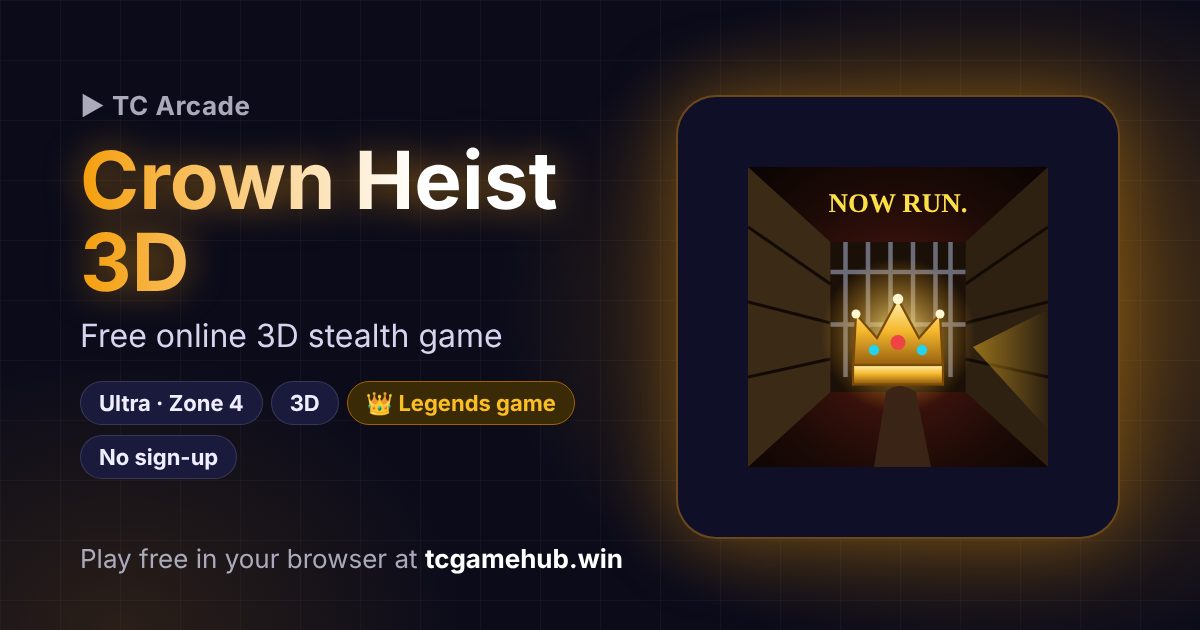 ▶ TC Arcade
Crown Heist
3D
Free online 3D stealth game
Ultra · Zone 4
3D
👑 Legends game
No sign-up
Play free in your browser at tcgamehub.win
NOW RUN.